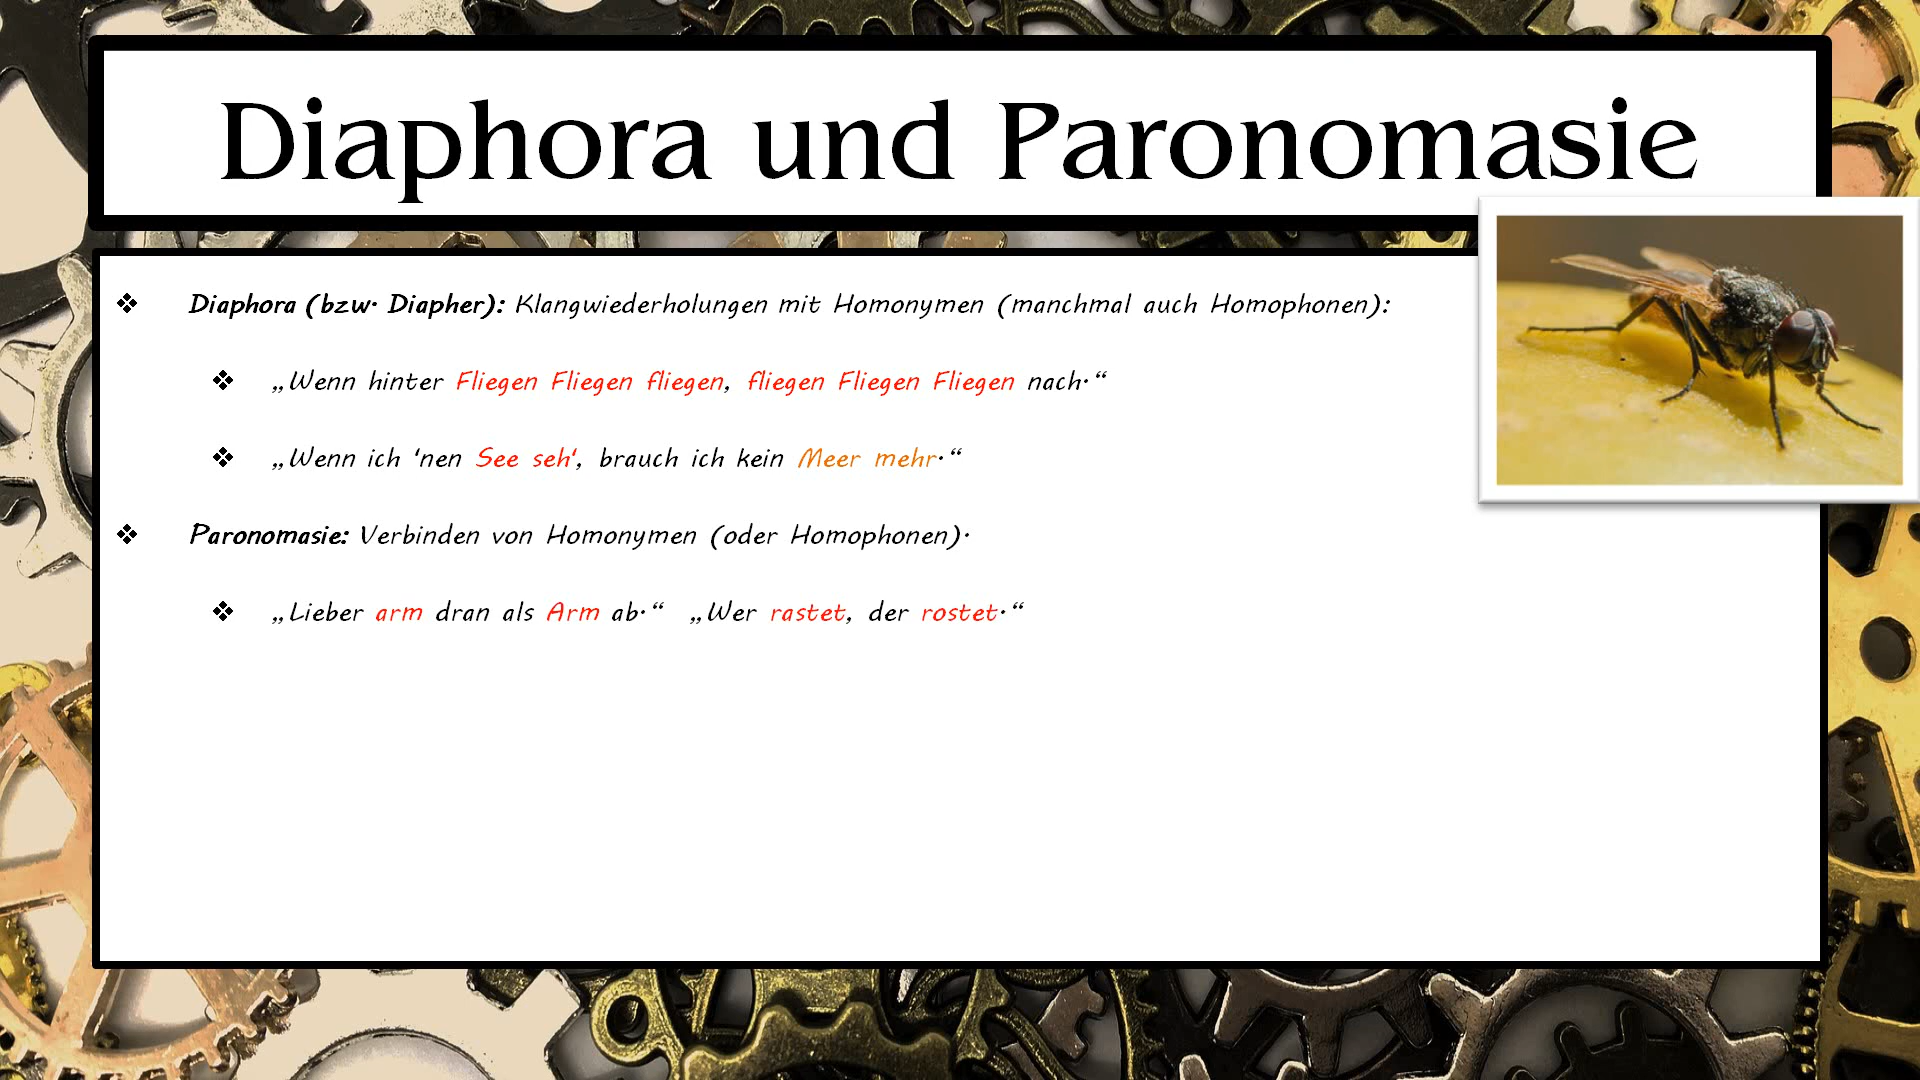 Diaphora und Paronomasie
Diaphora (bzw. Diapher): Klangwiederholungen mit Homonymen (manchmal auch Homophonen):
„Wenn hinter Fliegen Fliegen fliegen, fliegen Fliegen Fliegen nach.“
„Wenn ich 'nen See seh', brauch ich kein Meer mehr.“
Paronomasie: Verbinden von Homonymen (oder Homophonen).
„Lieber arm dran als Arm ab.“ „Wer rastet, der rostet.“